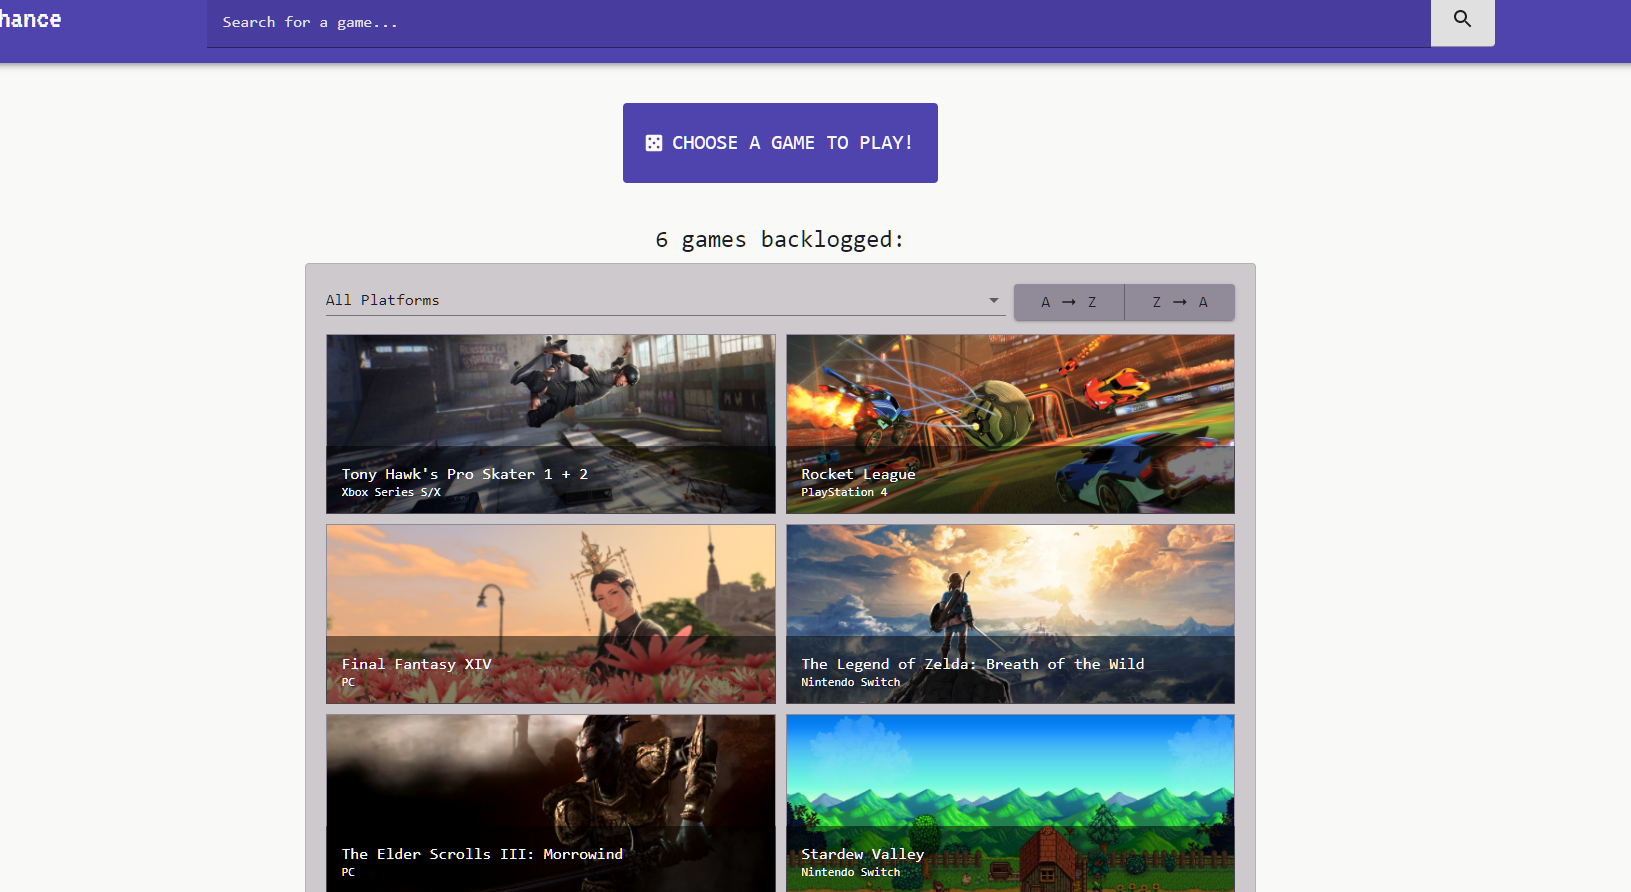 hance
Search for a game...
CHOOSE A GAME TO PLAY!
6 games backlogged:
All Platforms
A → Z
Z → A
Tony Hawk's Pro Skater 1 + 2
Xbox Series S/X
Rocket League
PlayStation 4
Final Fantasy XIV
PC
The Legend of Zelda: Breath of the Wild
Nintendo Switch
The Elder Scrolls III: Morrowind
PC
Stardew Valley
Nintendo Switch